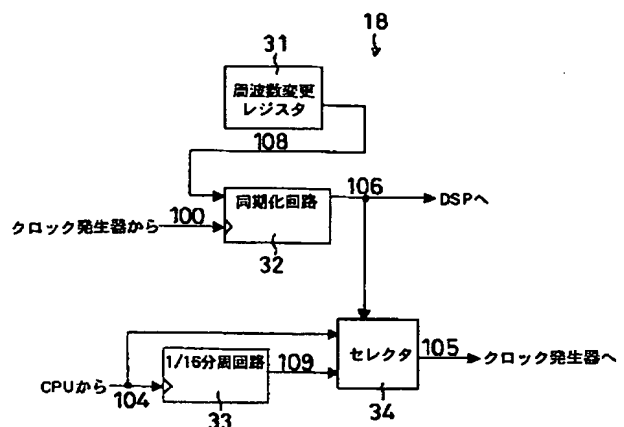 18
31
周波数変更
レジスタ
108
同期化回路
106
DSPへ
クロック発生器から
100
32
1/16分周回路
109
セレクタ
105
クロック発生器へ
CPUから
104
33
34